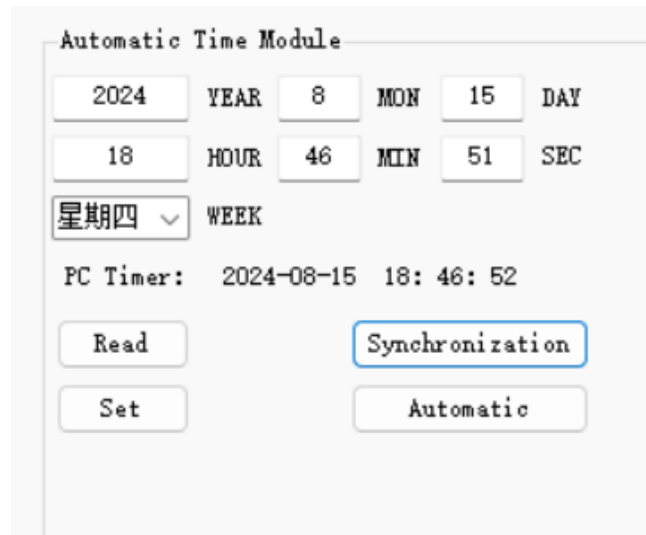 Automatic Time Module
2024 YEAR 8 MON 15 DAY
18 HOUR 46 MIN 51 SEC
星期四 WEEK
PC Timer: 2024-08-15 18: 46: 52
Read Synchronization
Set Automatic